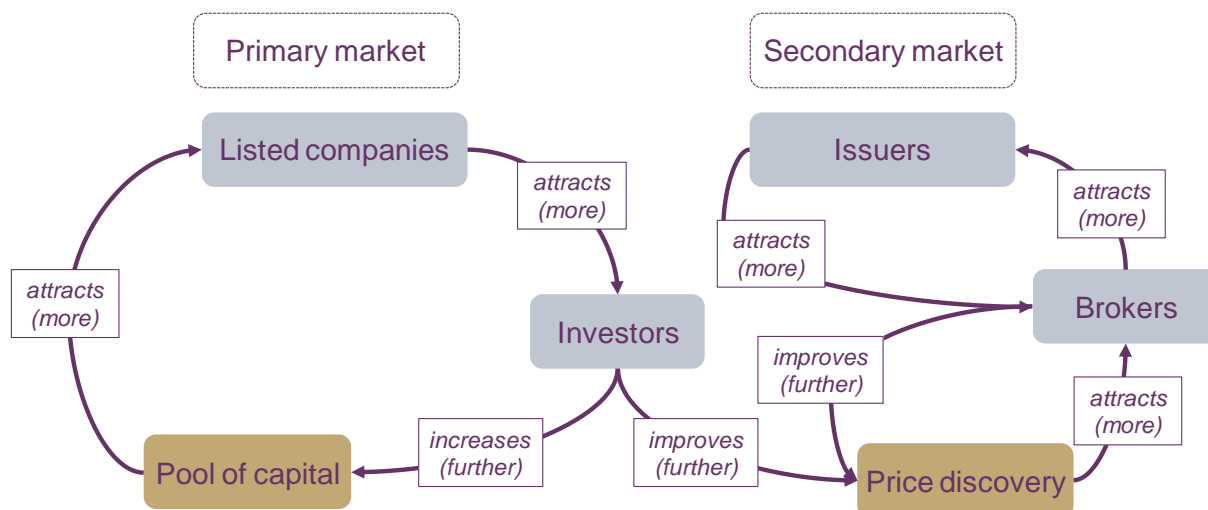 Primary market
Secondary market
Listed companies
Issuers
attracts
(more)
attracts
(more)
attracts
(more)
attracts
(more)
Investors
Brokers
improves
(further)
attracts
(more)
Pool of capital
increases
(further)
improves
(further)
Price discovery